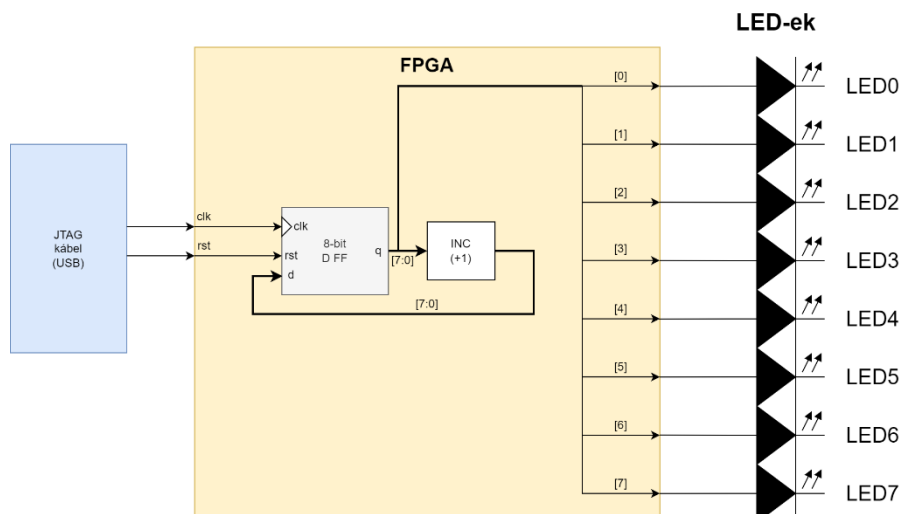 LED-ek
FPGA
[0]
LED0
[1]
LED1
JTAG
kábel
(USB)
clk
rst
clk
rst
d
8-bit
D FF
q
[7:0]
INC
(+1)
[7:0]
[2]
LED2
[3]
LED3
[4]
LED4
[5]
LED5
[6]
LED6
[7]
LED7